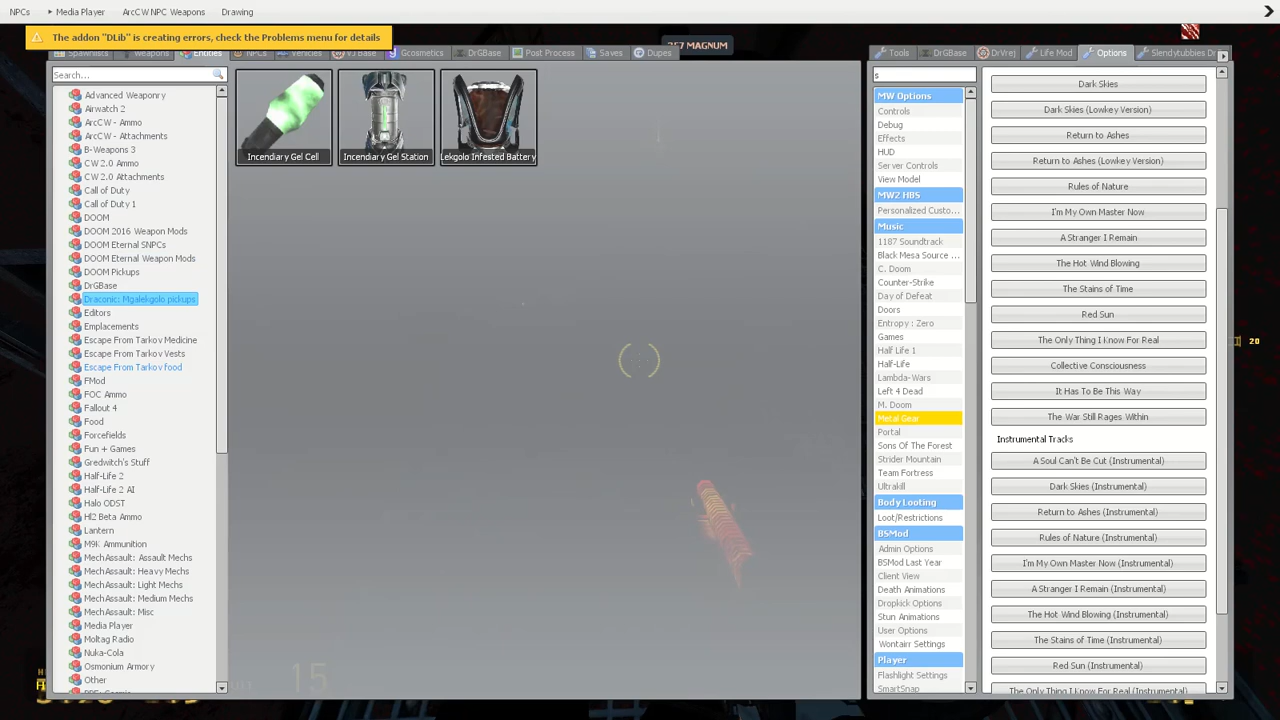 NPCs
Media Player
ArcCW NPC Weapons
Drawing
The addon "DLib" is creating errors, check the Problems menu for details
357 MAGNUM
Spawnlists
Weapons
Entities
NPCs
Vehicles
VJ Base
Gcosmetics
DrGBase
Post Process
Saves
Dupes
Tools
DrGBase
DrVrej
Life Mod
Options
Slendytubbies Dr
Search...
Advanced Weaponry
Airwatch 2
ArcCW - Ammo
ArcCW - Attachments
B-Weapons 3
CW 2.0 Ammo
CW 2.0 Attachments
Call of Duty
Call of Duty 1
DOOM
DOOM 2016 Weapon Mods
DOOM Eternal SNPCs
DOOM Eternal Weapon Mods
DOOM Pickups
DrGBase
Draconic: Mgalekgolo pickups
Editors
Emplacements
Escape From Tarkov Medicine
Escape From Tarkov Vests
Escape From Tarkov food
FMod
FOC Ammo
Fallout 4
Food
Forcefields
Fun + Games
Gredwitch's Stuff
Half-Life 2
Half-Life 2 AI
Halo ODST
Hl2 Beta Ammo
Lantern
M9K Ammunition
MechAssault: Assault Mechs
MechAssault: Heavy Mechs
MechAssault: Light Mechs
MechAssault: Medium Mechs
MechAssault: Misc
Media Player
Moltag Radio
Nuka-Cola
Osmonium Armory
Other
Incendiary Gel Cell
Incendiary Gel Station
Lekgolo Infested Battery
15
20
s
MW Options
Controls
Debug
Effects
HUD
Server Controls
View Model
MW2 HBS
Personalized Custo...
Music
1187 Soundtrack
Black Mesa Source ...
C. Doom
Counter-Strike
Day of Defeat
Doors
Entropy : Zero
Games
Half Life 1
Half-Life
Lambda-Wars
Left 4 Dead
M. Doom
Metal Gear
Portal
Sons Of The Forest
Strider Mountain
Team Fortress
Ultrakill
Body Looting
Loot/Restrictions
BSMod
Admin Options
BSMod Last Year
Client View
Death Animations
Dropkick Options
Stun Animations
User Options
Wontairr Settings
Player
Flashlight Settings
SmartSnap
Dark Skies
Dark Skies (Lowkey Version)
Return to Ashes
Return to Ashes (Lowkey Version)
Rules of Nature
I'm My Own Master Now
A Stranger I Remain
The Hot Wind Blowing
The Stains of Time
Red Sun
The Only Thing I Know For Real
Collective Consciousness
It Has To Be This Way
The War Still Rages Within
Instrumental Tracks
A Soul Can't Be Cut (Instrumental)
Dark Skies (Instrumental)
Return to Ashes (Instrumental)
Rules of Nature (Instrumental)
I'm My Own Master Now (Instrumental)
A Stranger I Remain (Instrumental)
The Hot Wind Blowing (Instrumental)
The Stains of Time (Instrumental)
Red Sun (Instrumental)
The Only Thing I Know For Real (Instrumental)